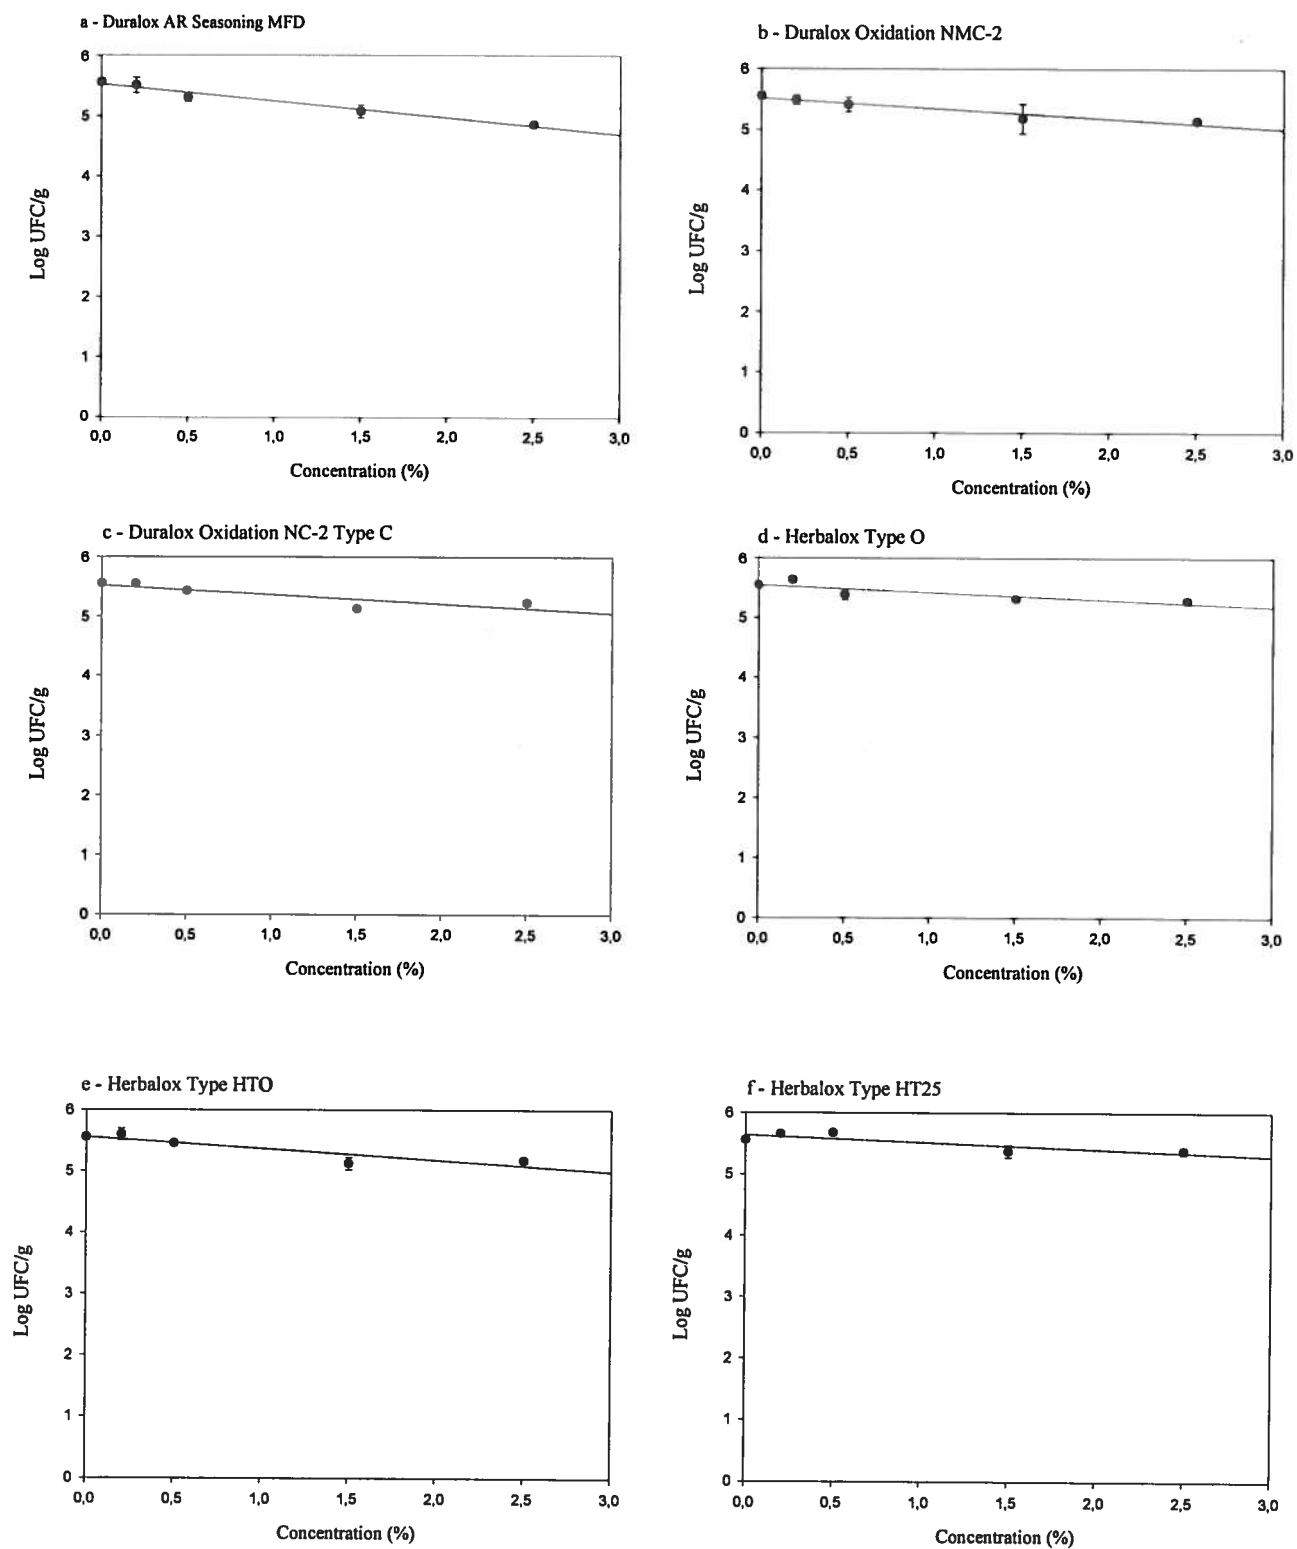 a - Duralox AR Seasoning MFD
6
5
4
3
2
1
0
Log UFC/g
0,0 0,5 1,0 1,5 2,0 2,5 3,0
Concentration (%)
b - Duralox Oxidation NMC-2
6
5
4
3
2
1
0
Log UFC/g
0,0 0,5 1,0 1,5 2,0 2,5 3,0
Concentration (%)
c - Duralox Oxidation NC-2 Type C
6
5
4
3
2
1
0
Log UFC/g
0,0 0,5 1,0 1,5 2,0 2,5 3,0
Concentration (%)
d - Herbalox Type O
6
5
4
3
2
1
0
Log UFC/g
0,0 0,5 1,0 1,5 2,0 2,5 3,0
Concentration (%)
e - Herbalox Type HTO
6
5
4
3
2
1
0
Log UFC/g
0,0 0,5 1,0 1,5 2,0 2,5 3,0
Concentration (%)
f - Herbalox Type HT25
6
5
4
3
2
1
0
Log UFC/g
0,0 0,5 1,0 1,5 2,0 2,5 3,0
Concentration (%)